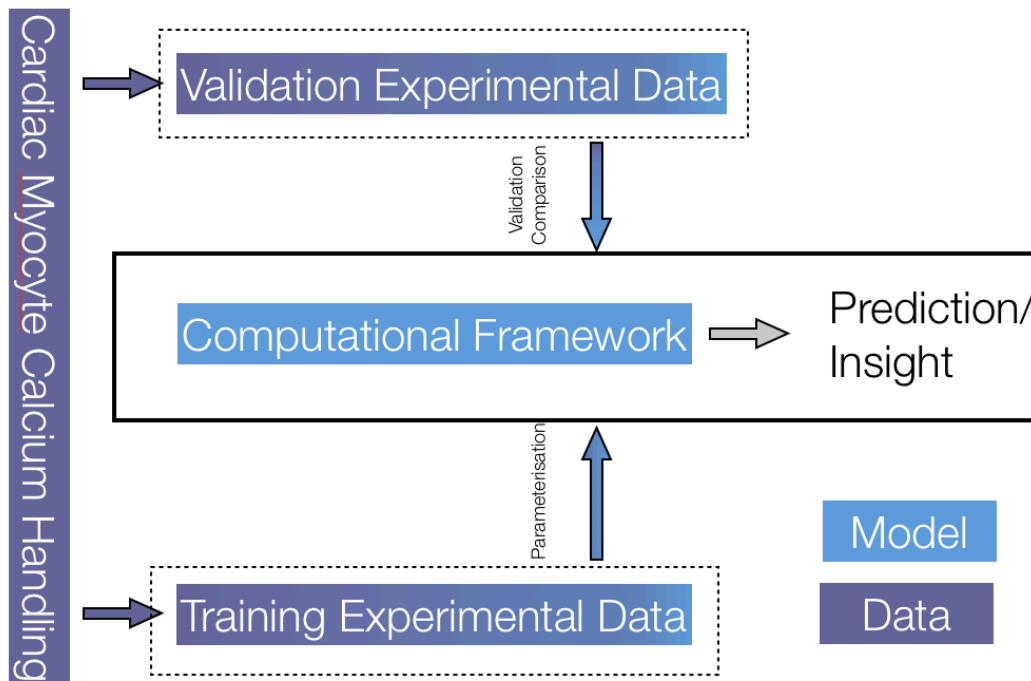 Cardiac Myocyte Calcium Handling
Validation Experimental Data
Validation
Comparison
Computational Framework
Prediction/
Insight
Parameterisation
Training Experimental Data
Model
Data